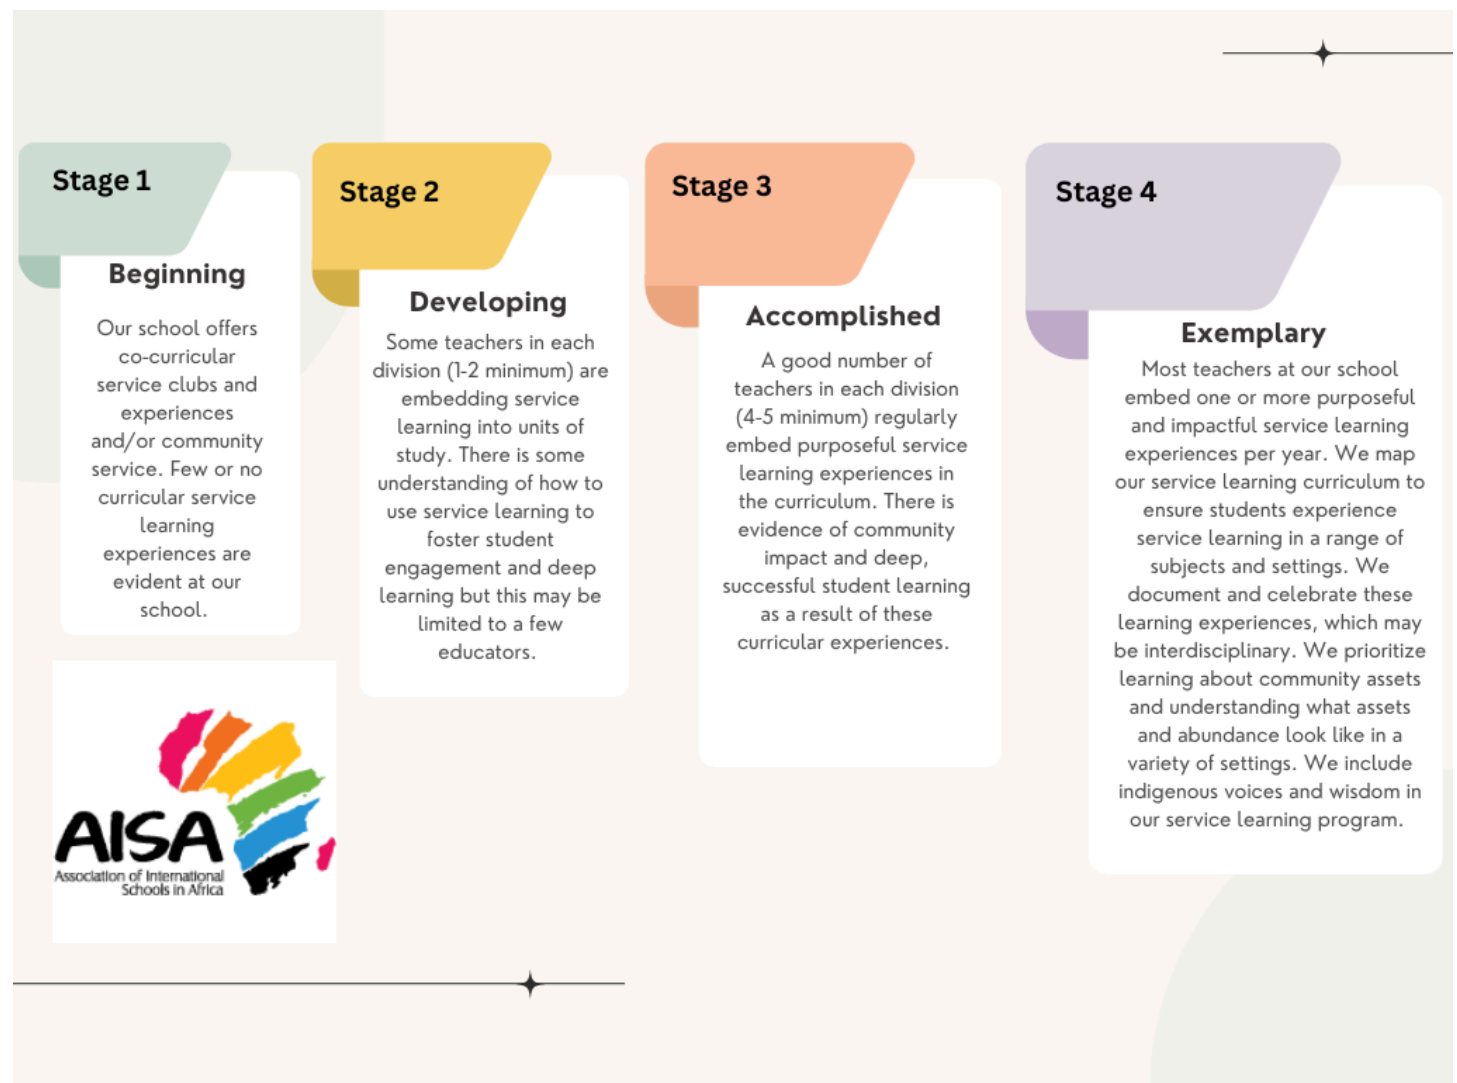 Stage 1
Beginning
Our school offers
co-curricular
service clubs and
experiences
and/or community
service. Few or no
curricular service
learning
experiences are
evident at our
school.
Stage 2
Developing
Some teachers in each
division (1-2 minimum) are
embedding service
learning into units of
study. There is some
understanding of how to
use service learning to
foster student
engagement and deep
learning but this may be
limited to a few
educators.
Stage 3
Accomplished
A good number of
teachers in each division
(4-5 minimum) regularly
embed purposeful service
learning experiences in
the curriculum. There is
evidence of community
impact and deep,
successful student learning
as a result of these
curricular experiences.
Stage 4
Exemplary
Most teachers at our school
embed one or more purposeful
and impactful service learning
experiences per year. We map
our service learning curriculum to
ensure students experience
service learning in a range of
subjects and settings. We
document and celebrate these
learning experiences, which may
be interdisciplinary. We prioritize
learning about community assets
and understanding what assets
and abundance look like in a
variety of settings. We include
indigenous voices and wisdom in
our service learning program.
AISA
Association of International
Schools in Africa